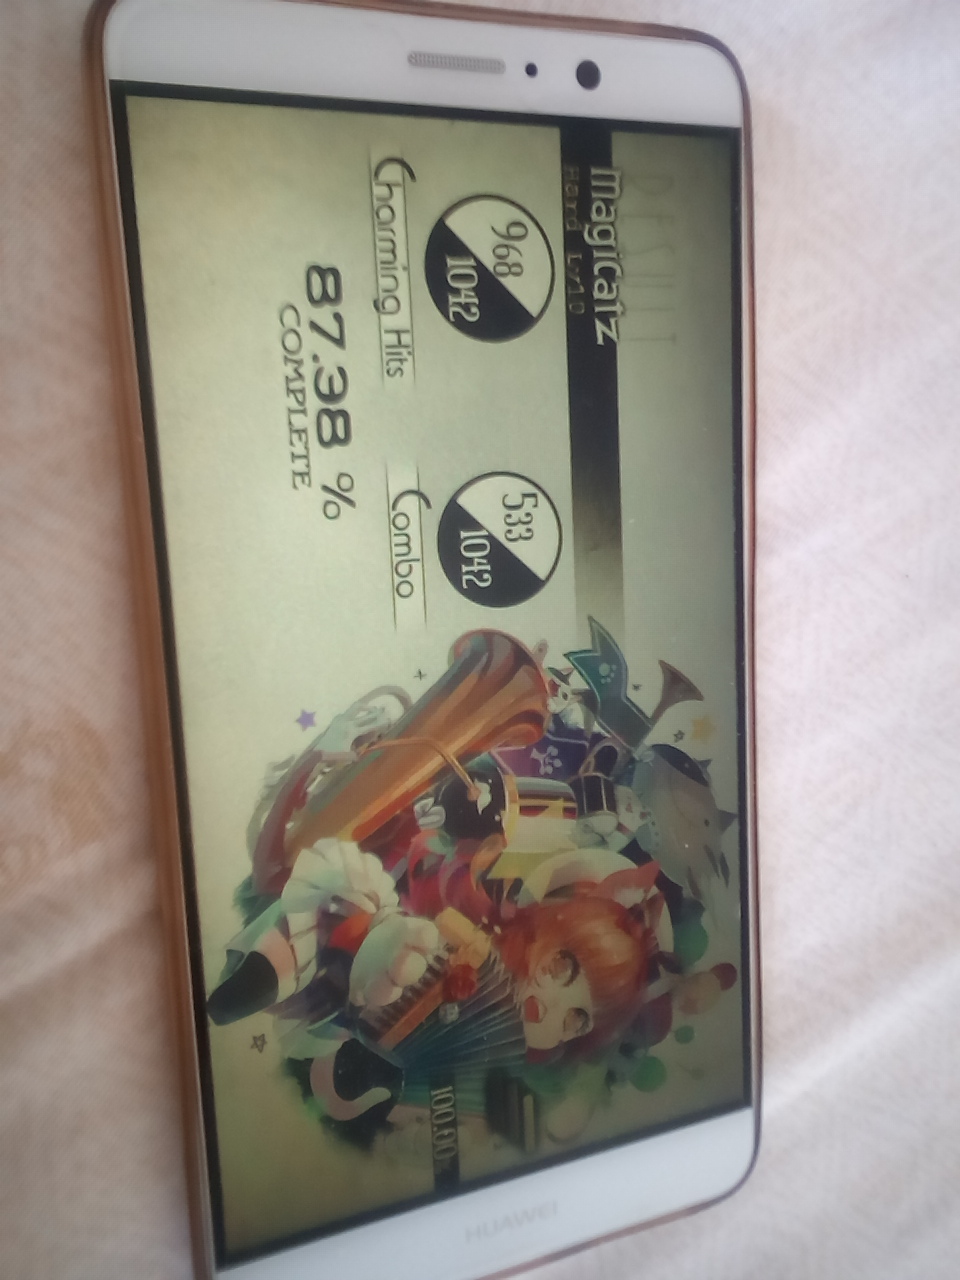 RESULT
Magicatz
Hard Lv10
968
1042
Charming Hits
533
1042
Combo
87.38 %
COMPLETE
100.00%
HUAWEI